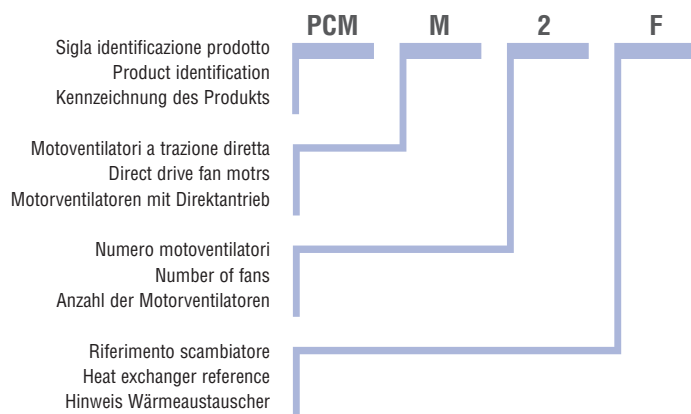 PCM M 2 F
Sigla identificazione prodotto
Product identification
Kennzeichnung des Produkts
Motoventilatori a trazione diretta
Direct drive fan motrs
Motorventilatoren mit Direktantrieb
Numero motoventilatori
Number of fans
Anzahl der Motorventilatoren
Riferimento scambiatore
Heat exchanger reference
Hinweis Wärmeaustauscher